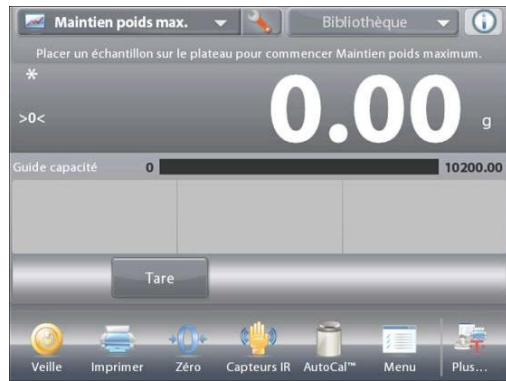 Maintien poids max. Bibliothèque
Placer un échantillon sur le plateau pour commencer Maintien poids maximum.
*
>0< 0.00 g
Guide capacité 0 10200.00
Tare
Veille Imprimer Zéro Capteurs IR AutoCal™ Menu Plus...